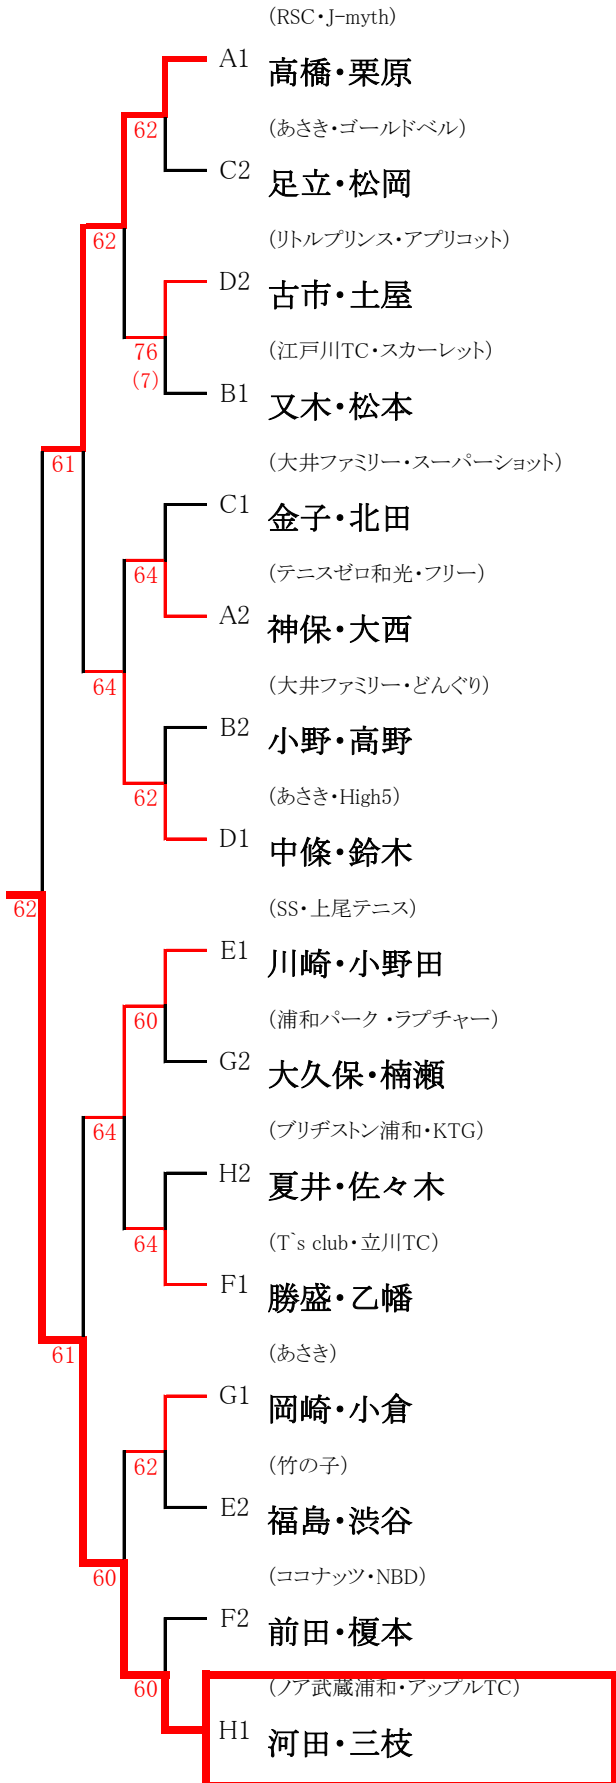 (RSC・J-myth)
A1 高橋・栗原
62 (あさき・ゴールドベル)
C2 足立・松岡
62 (リトルプリンス・アプリコット)
D2 古市・土屋
76 (江戸川TC・スカーレット)
(7)
B1 又木・松本
61 (大井ファミリー・スーパーショット)
C1 金子・北田
64 (テニスゼロ和光・フリー)
A2 神保・大西
64 (大井ファミリー・どんぐり)
B2 小野・高野
62 (あさき・High5)
D1 中條・鈴木
62 (SS・上尾テニス)
E1 川崎・小野田
60 (浦和パーク ・ラプチャー)
G2 大久保・楠瀬
64 (ブリヂストン浦和・KTG)
H2 夏井・佐々木
64 (T`s club・立川TC)
F1 勝盛・乙幡
61 (あさき)
G1 岡崎・小倉
62 (竹の子)
E2 福島・渋谷
60 (ココナッツ・NBD)
F2 前田・榎本
60 (ノア武蔵浦和・アップルTC)
H1 河田・三枝